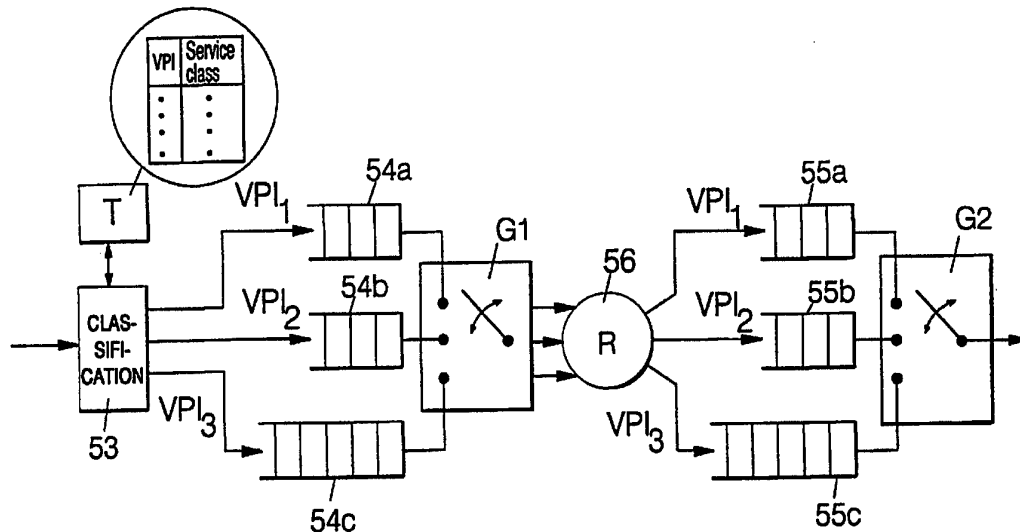 VPI Service class
T
CLAS-
SIFI-
CATION
53
VPI1
54a
VPI2
54b
VPI3
54c
G1
56
R
VPI1
55a
VPI2
55b
VPI3
55c
G2